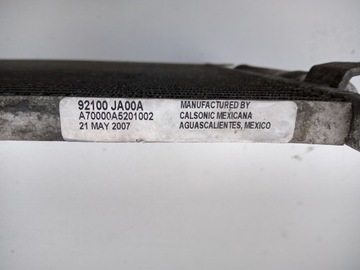 92100 JA00A
A70000A5201002
21 MAY 2007
MANUFACTURED BY
CALSONIC MEXICANA
AGUASCALIENTES, MEXICO